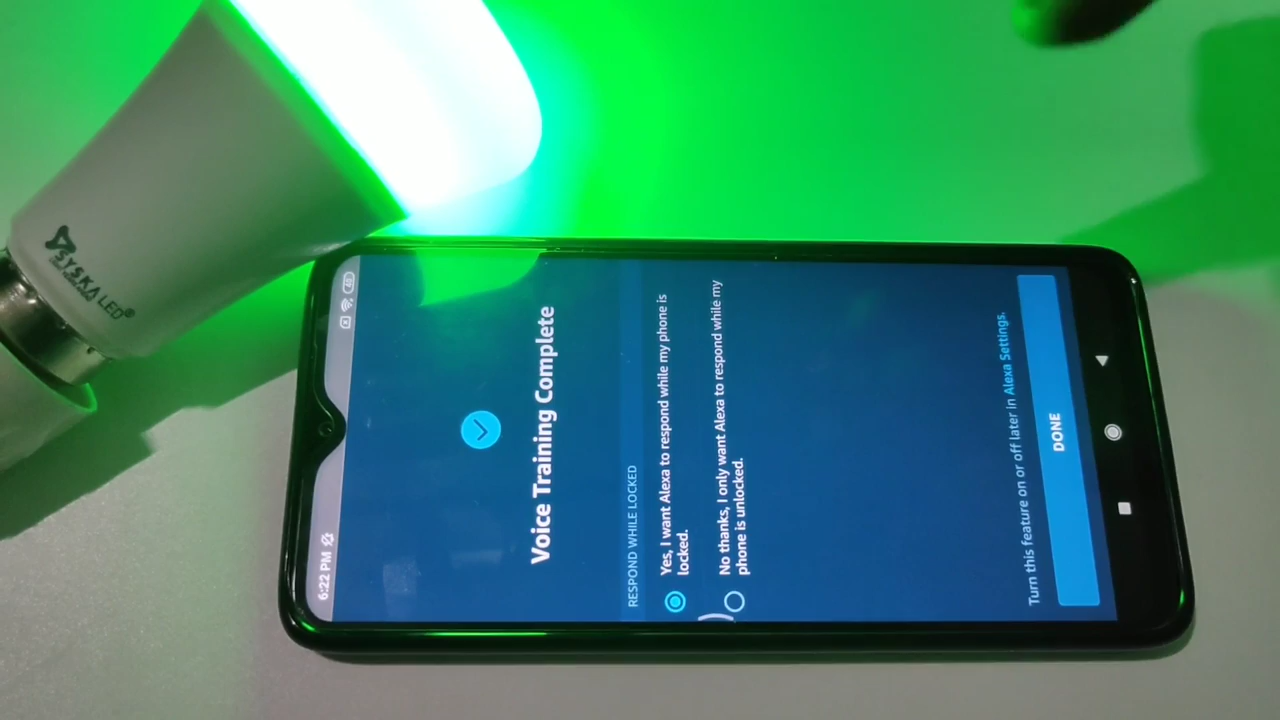 SYSKA LED®
6:22 PM
49
Voice Training Complete
RESPOND WHILE LOCKED
Yes, I want Alexa to respond while my phone is
locked.
No thanks, I only want Alexa to respond while my
phone is unlocked.
Turn this feature on or off later in Alexa Settings.
DONE